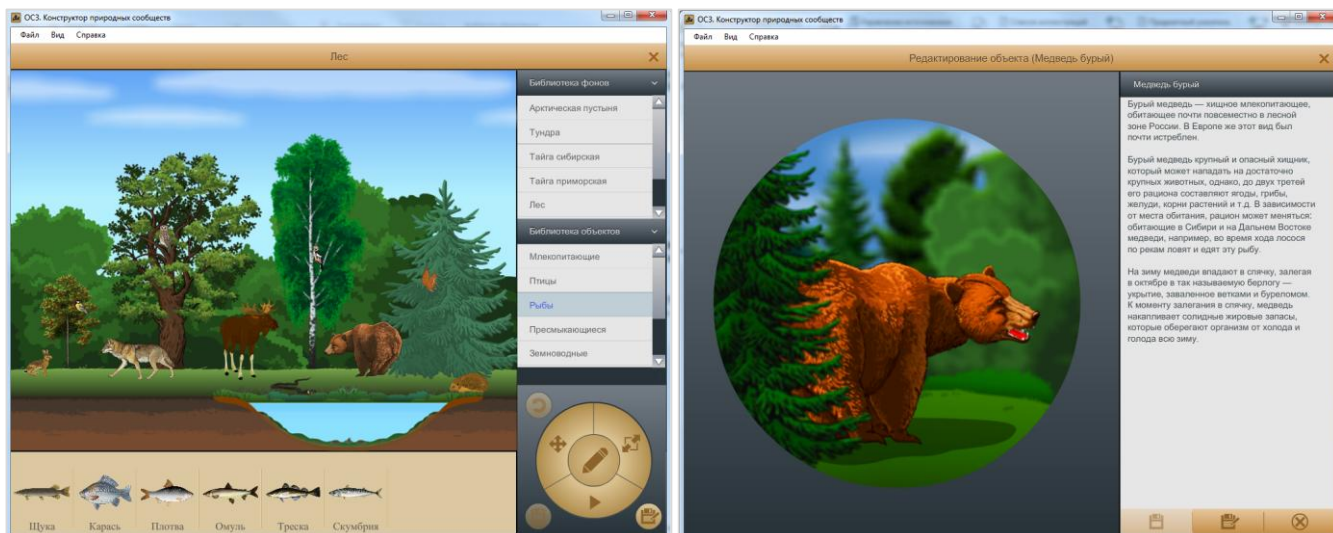 ОС3. Конструктор природных сообществ
Файл Вид Справка
Лес
Библиотека фонов
Арктическая пустыня
Тундра
Тайга сибирская
Тайга приморская
Лес
Библиотека объектов
Млекопитающие
Птицы
Рыбы
Пресмыкающиеся
Земноводные
Щука Карась Плотва Омуль Треска Скумбрия
ОС3. Конструктор природных сообществ
Файл Вид Справка
Редактирование объекта (Медведь бурый)
Медведь бурый
Бурый медведь — хищное млекопитающее,
обитающее почти повсеместно в лесной
зоне России. В Европе же этот вид был
почти истреблен.
Бурый медведь крупный и опасный хищник,
который может нападать на достаточно
крупных животных, однако, до двух третей
его рациона составляют ягоды, грибы,
желуди, корни растений и т.д. В зависимости
от места обитания, рацион может меняться:
обитающие в Сибири и на Дальнем Востоке
медведи, например, во время хода лосося
по рекам ловят и едят эту рыбу.
На зиму медведи впадают в спячку, залегая
в октябре в так называемую берлогу —
укрытие, заваленное ветками и буреломом.
К моменту залегания в спячку, медведь
накапливает солидные жировые запасы,
которые оберегают организм от холода и
голода всю зиму.